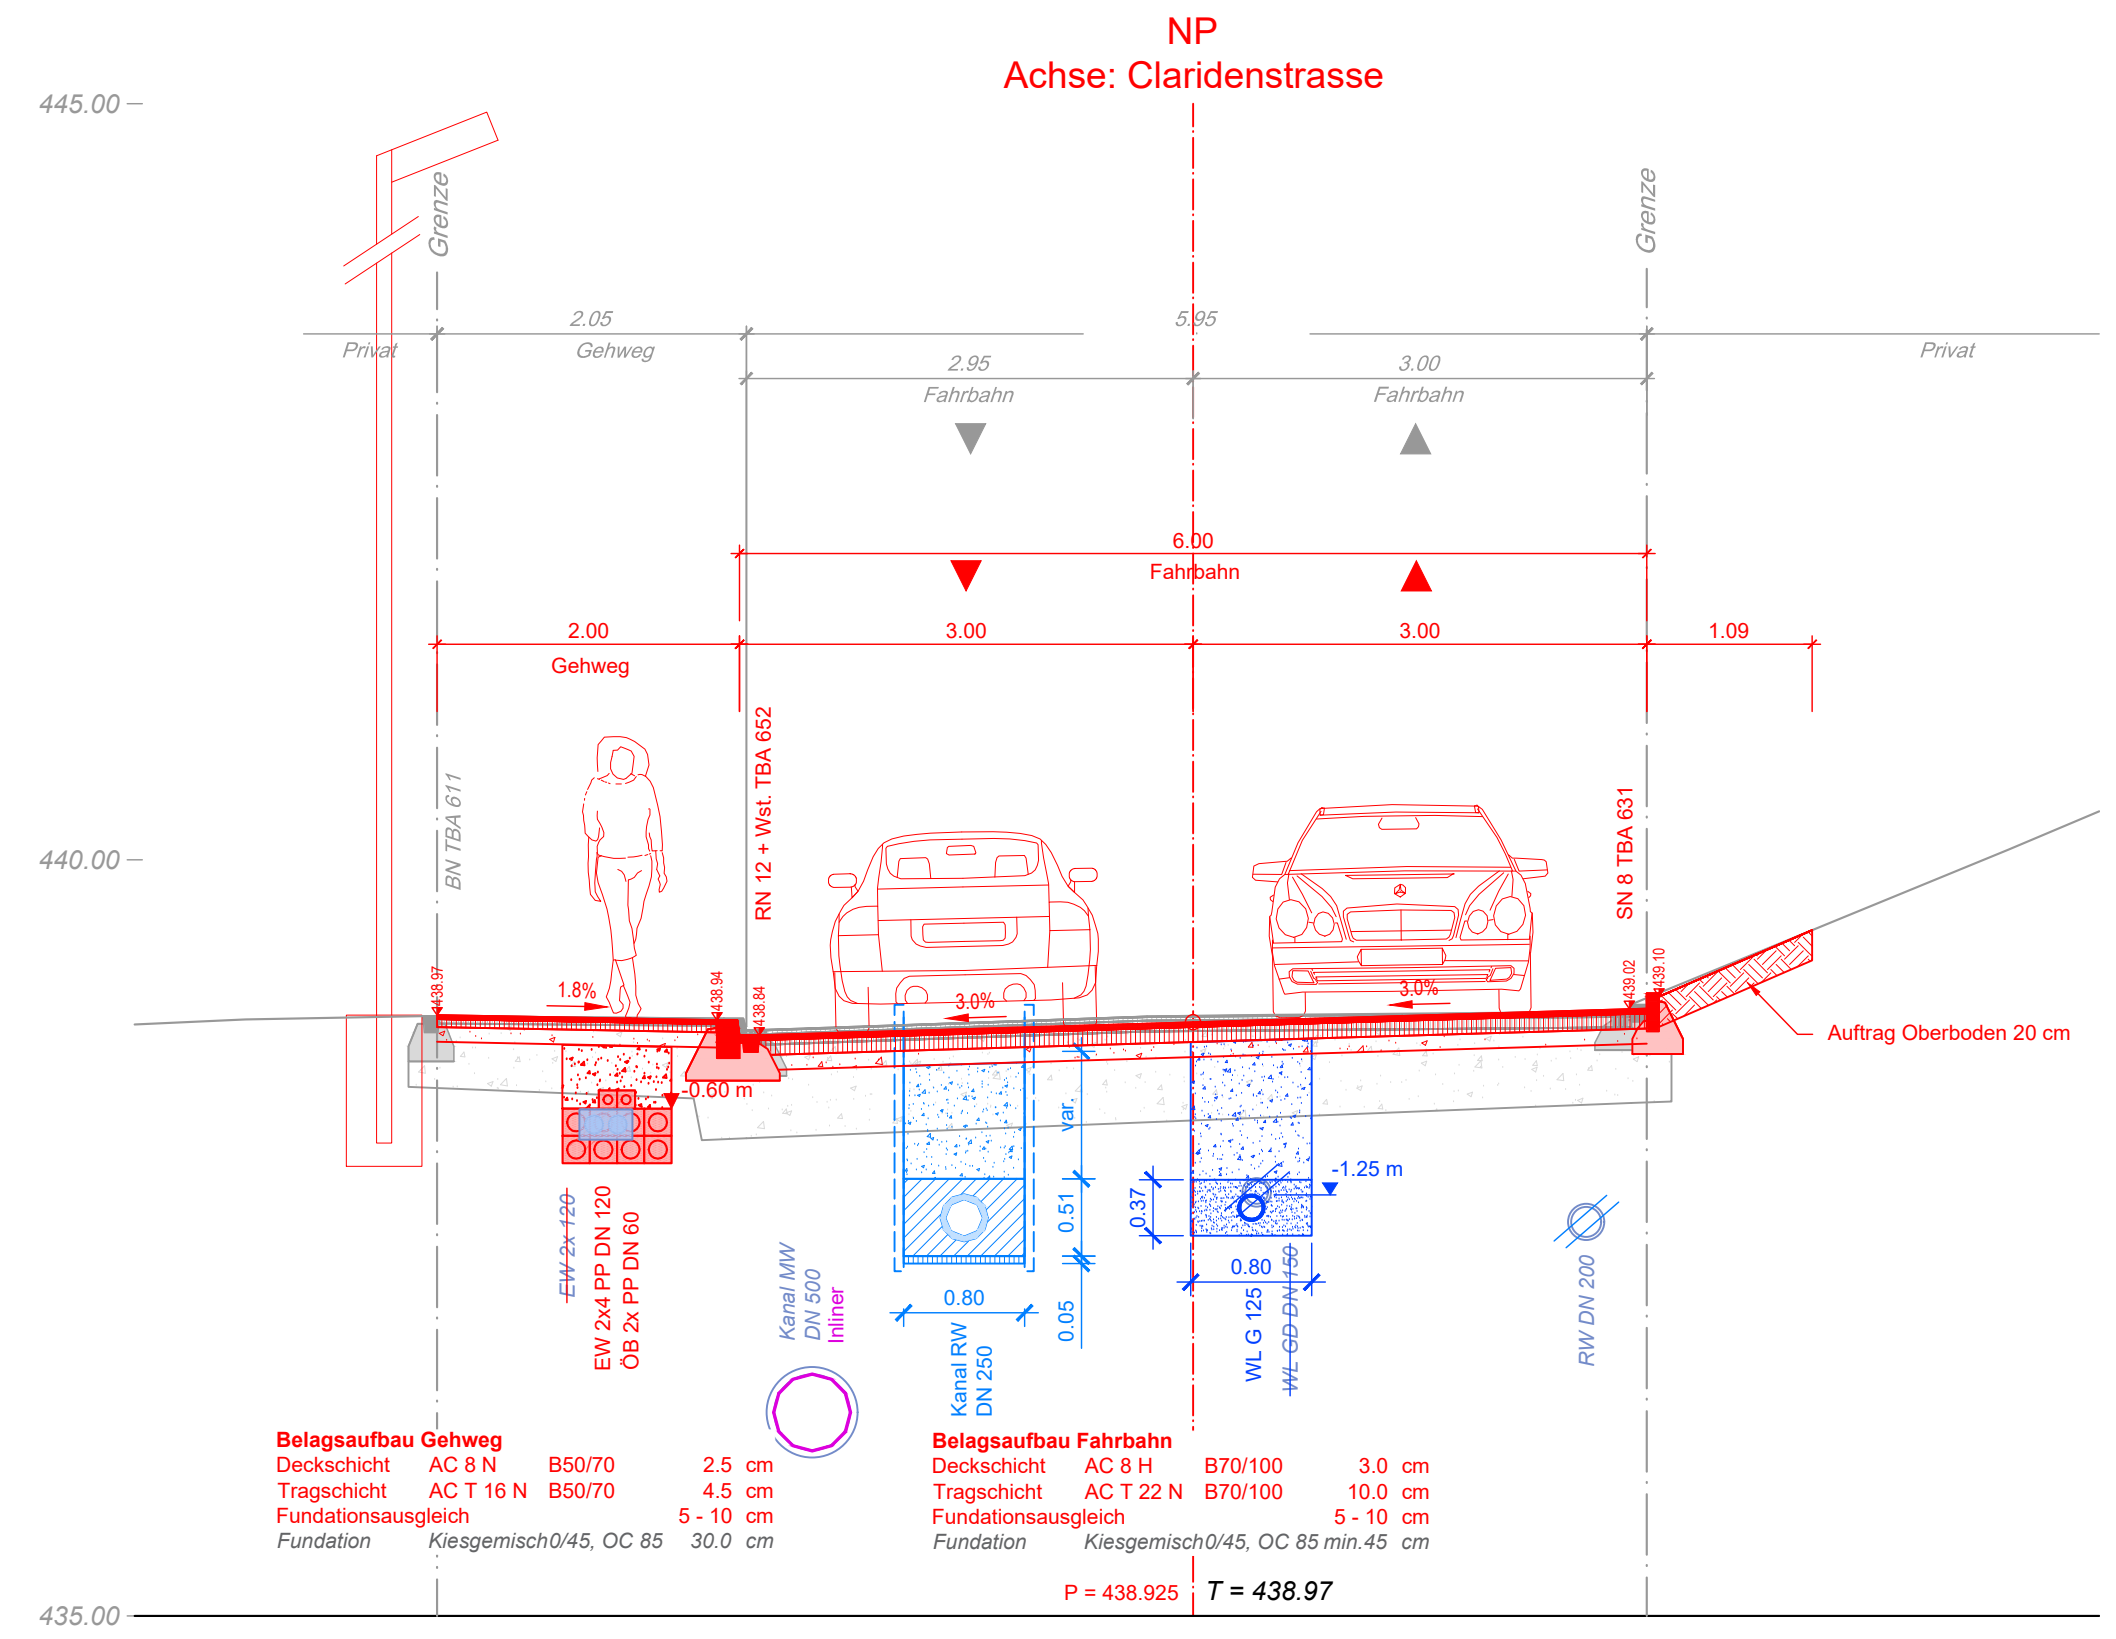 NP
Achse: Claridenstrasse
445.00
Grenze
Grenze
2.05
5.95
Privat
Gehweg
Privat
2.95
3.00
Fahrbahn
Fahrbahn
6.00
Fahrbahn
2.00
3.00
3.00
1.09
Gehweg
RN 12 + Wst. TBA 652
BN TBA 611
SN 8 TBA 631
440.00
438.97
438.94
438.84
439.02
439.10
1.8%
3.0%
3.0%
Auftrag Oberboden 20 cm
-0.60 m
var.
-1.25 m
0.37
0.51
0.05
0.80
0.80
EW 2x 120
EW 2x4 PP DN 120
ÖB 2x PP DN 60
Kanal MW
DN 500
Inliner
Kanal RW
DN 250
WL G 125
WL GD DN150
RW DN 200
Belagsaufbau Gehweg
Deckschicht AC 8 N B50/70 2.5 cm
Tragschicht AC T 16 N B50/70 4.5 cm
Fundationsausgleich 5 - 10 cm
Fundation Kiesgemisch0/45, OC 85 30.0 cm
Belagsaufbau Fahrbahn
Deckschicht AC 8 H B70/100 3.0 cm
Tragschicht AC T 22 N B70/100 10.0 cm
Fundationsausgleich 5 - 10 cm
Fundation Kiesgemisch0/45, OC 85 min.45 cm
P = 438.925 T = 438.97
435.00